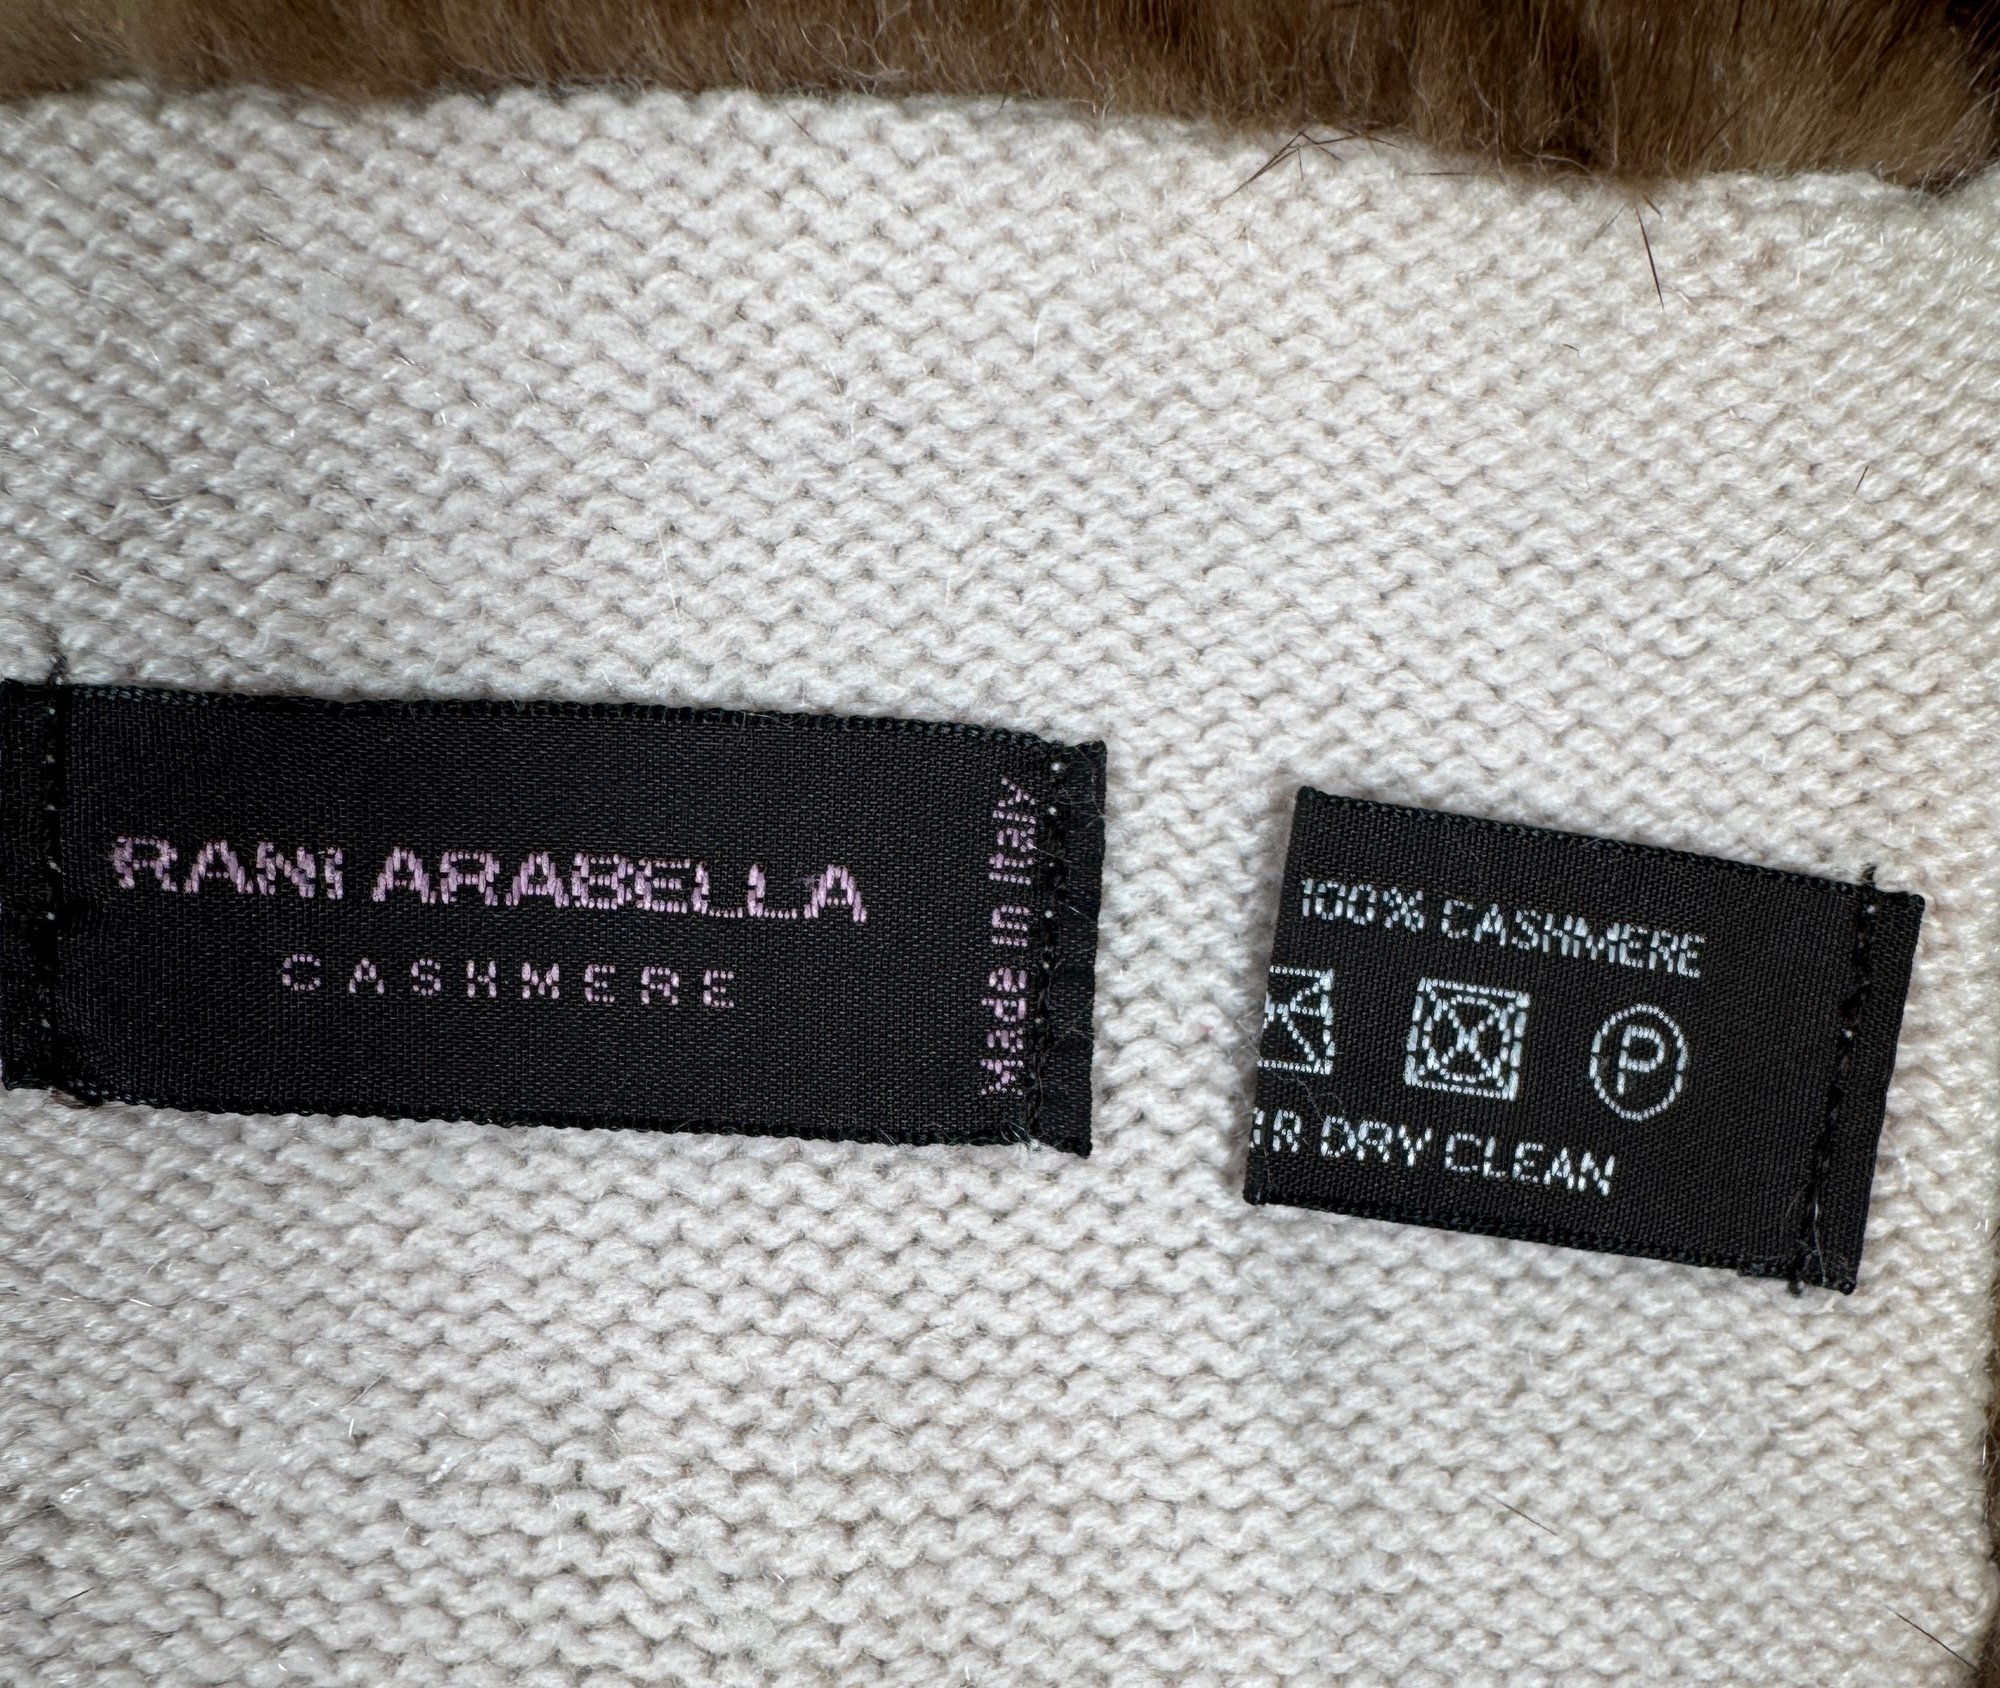 RANI ARABELLA
CASHMERE
Made in Italy
100% CASHMERE
P
DRY CLEAN